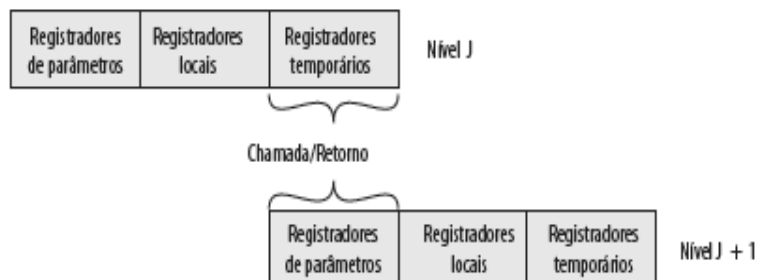 Registradores
de parâmetros
Registradores
locais
Registradores
temporários
Nível J
Chamada/Retorno
Registradores
de parâmetros
Registradores
locais
Registradores
temporários
Nível J + 1